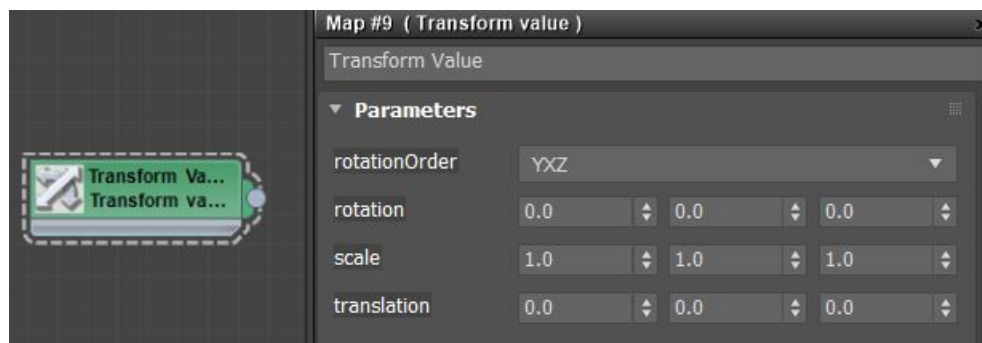 Map #9 ( Transform value )
Transform Value
Parameters
Transform Va...
Transform va...
rotationOrder YXZ
rotation 0.0 0.0 0.0
scale 1.0 1.0 1.0
translation 0.0 0.0 0.0